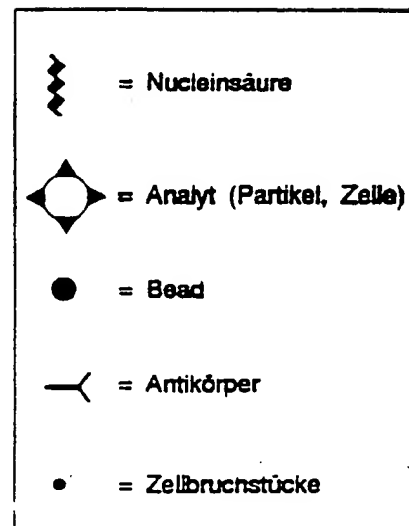 = Nucleinsäure
= Analyt (Partikel, Zelle)
= Bead
= Antikörper
= Zellbruchstücke